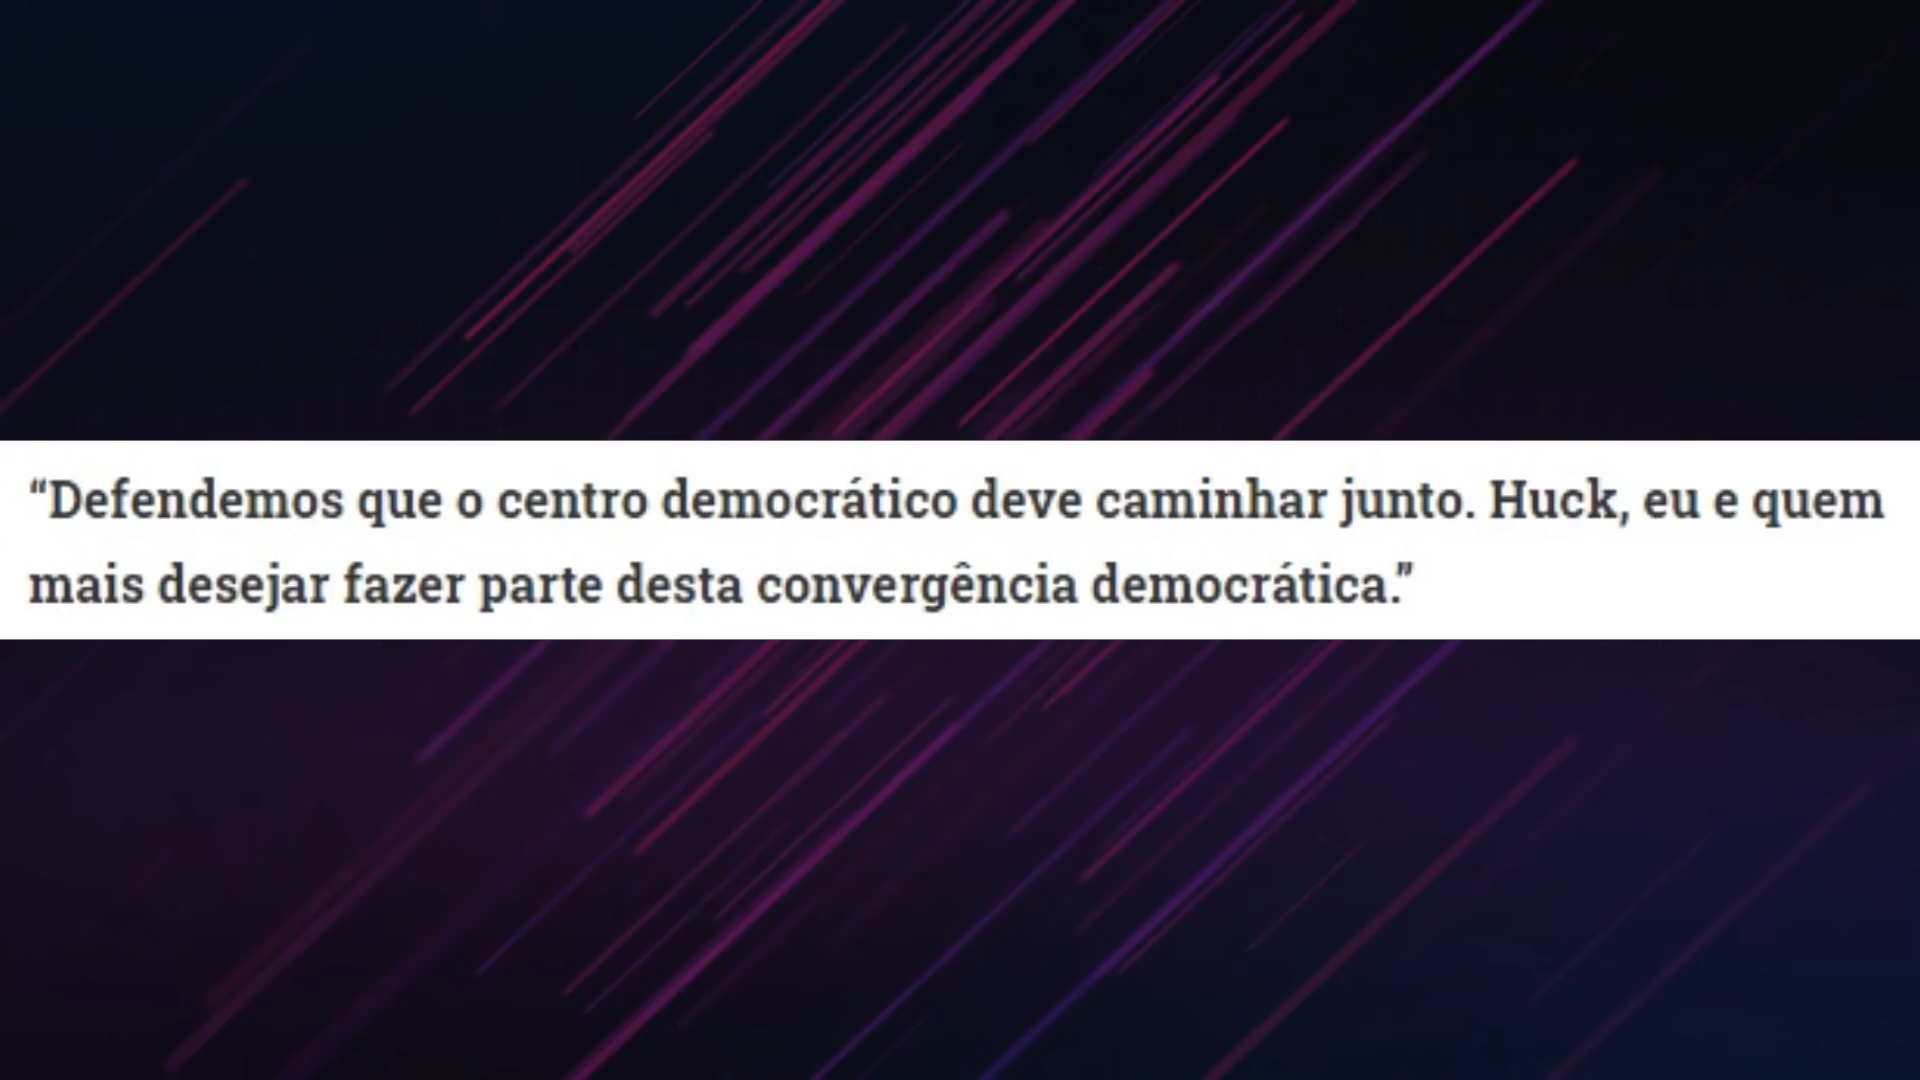 “Defendemos que o centro democrático deve caminhar junto. Huck, eu e quem
mais desejar fazer parte desta convergência democrática.”